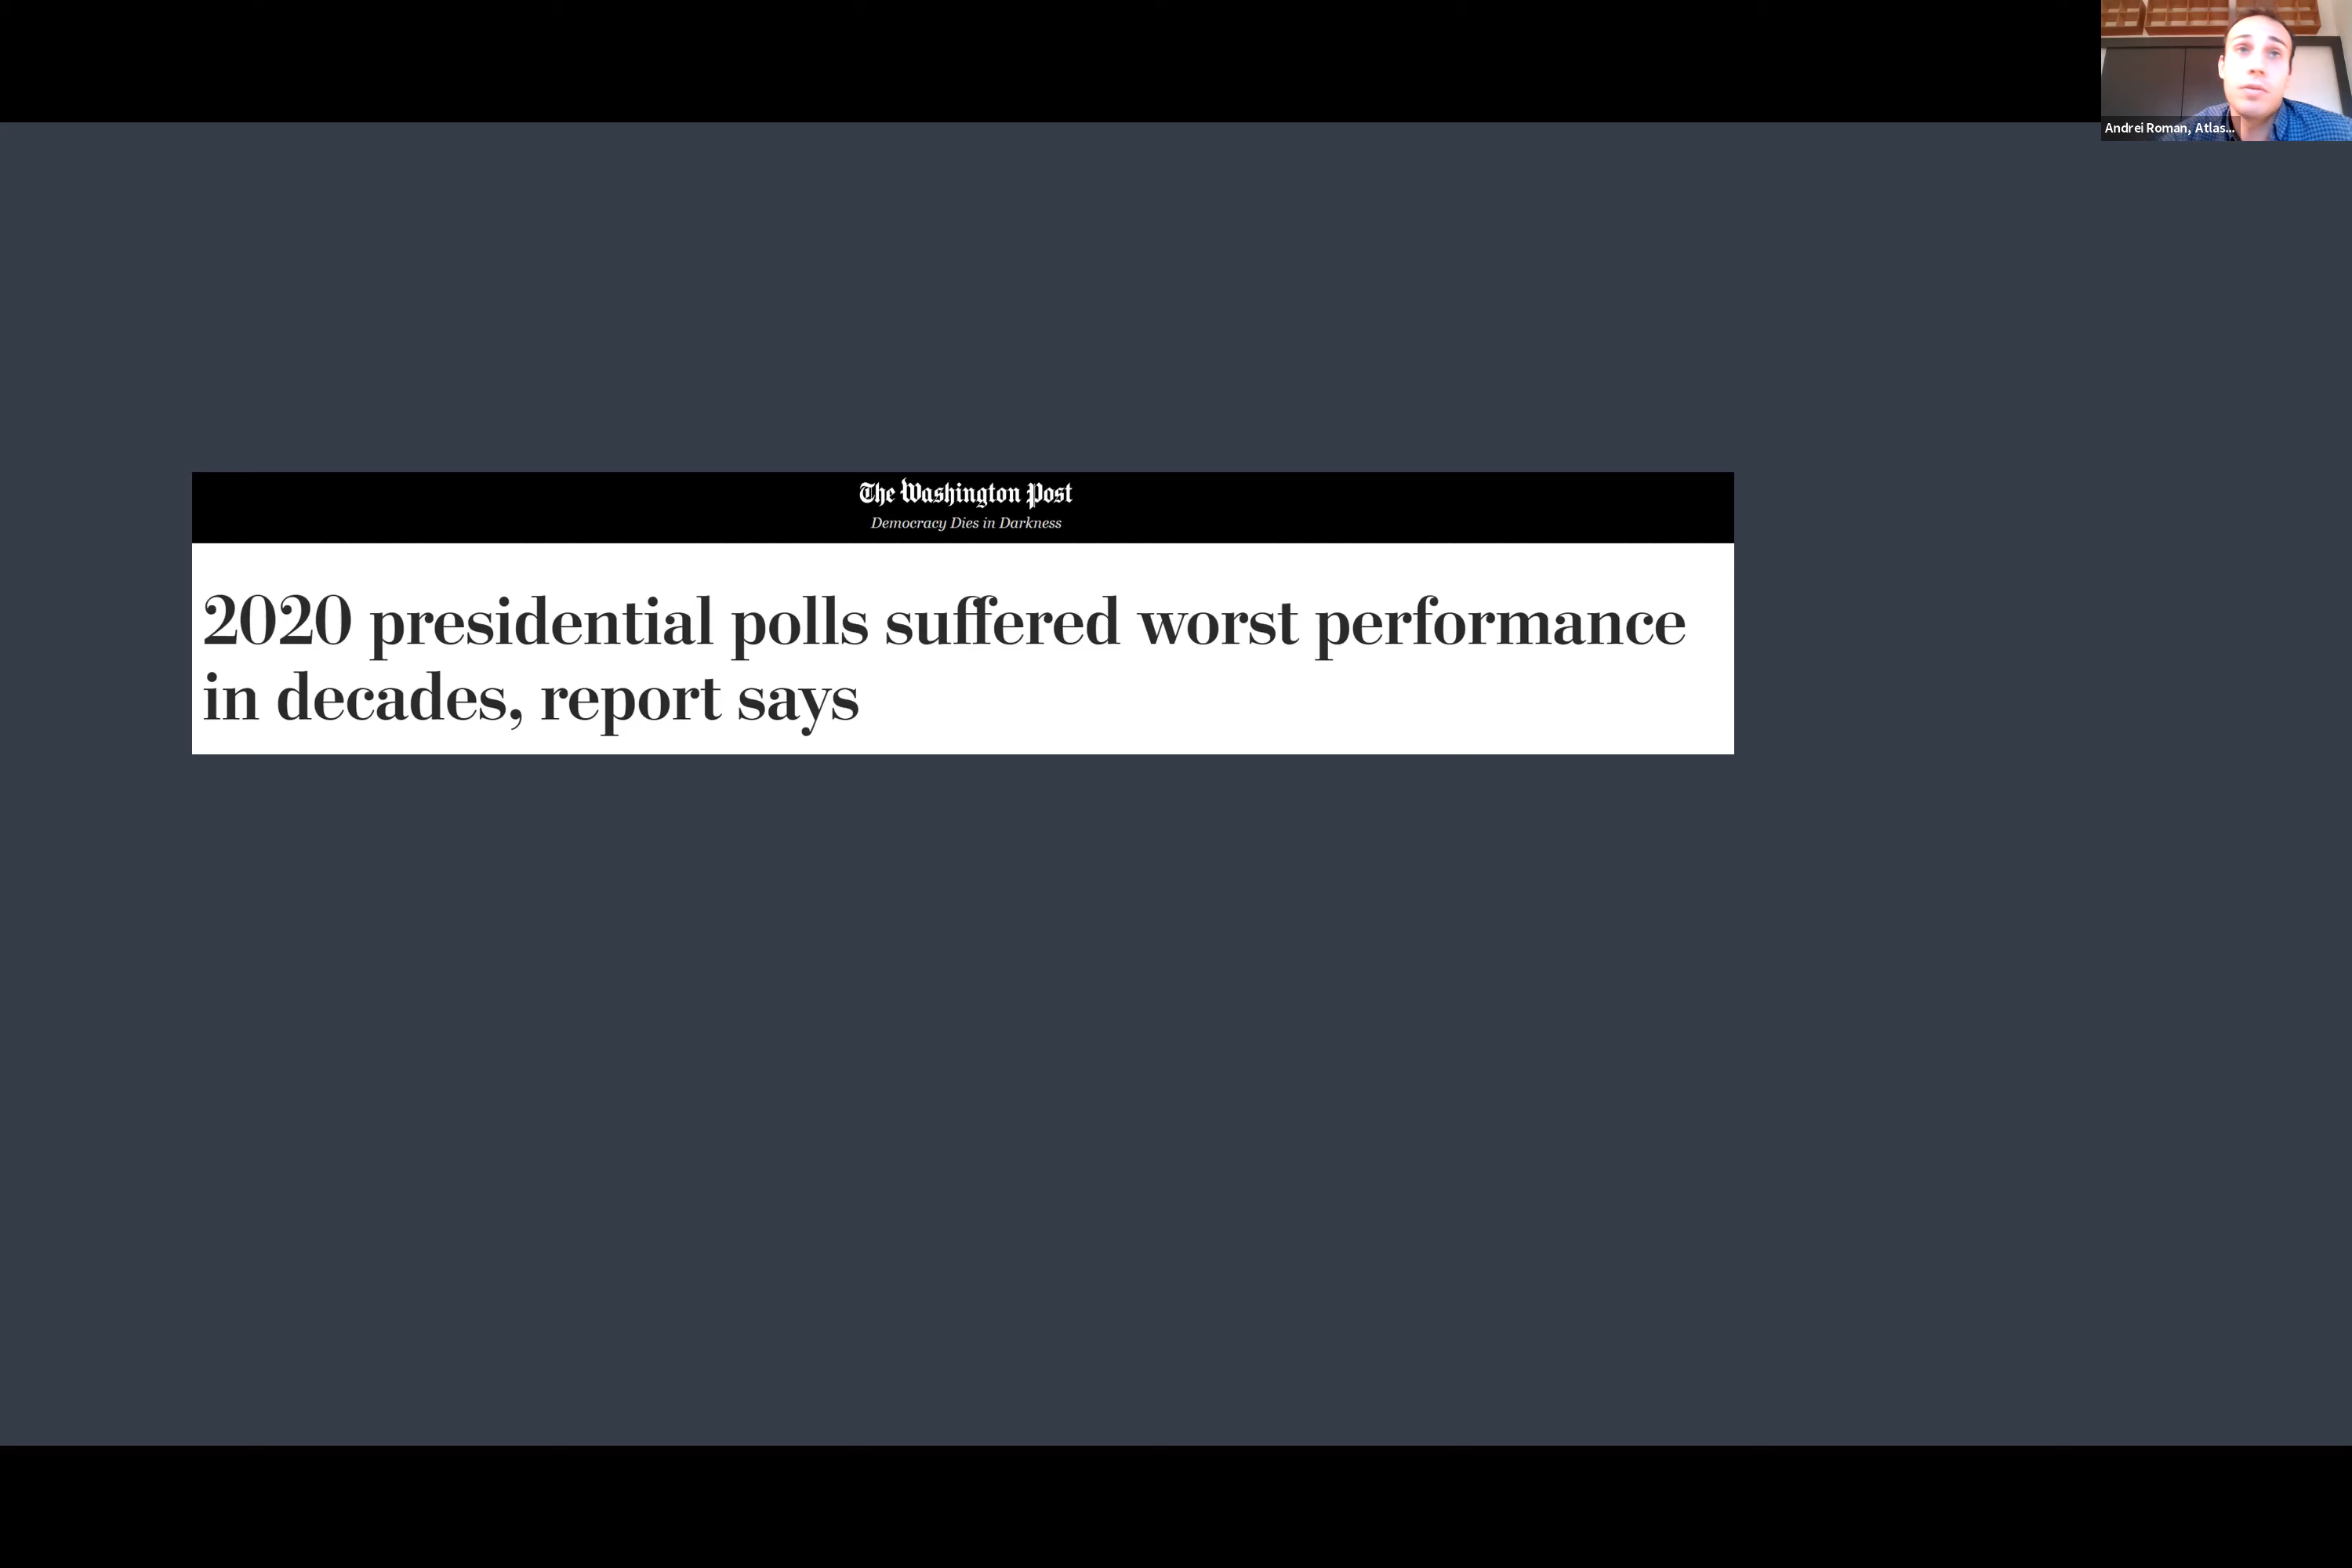 Andrei Roman, Atlas...
The Washington Post
Democracy Dies in Darkness
2020 presidential polls suffered worst performance
in decades, report says